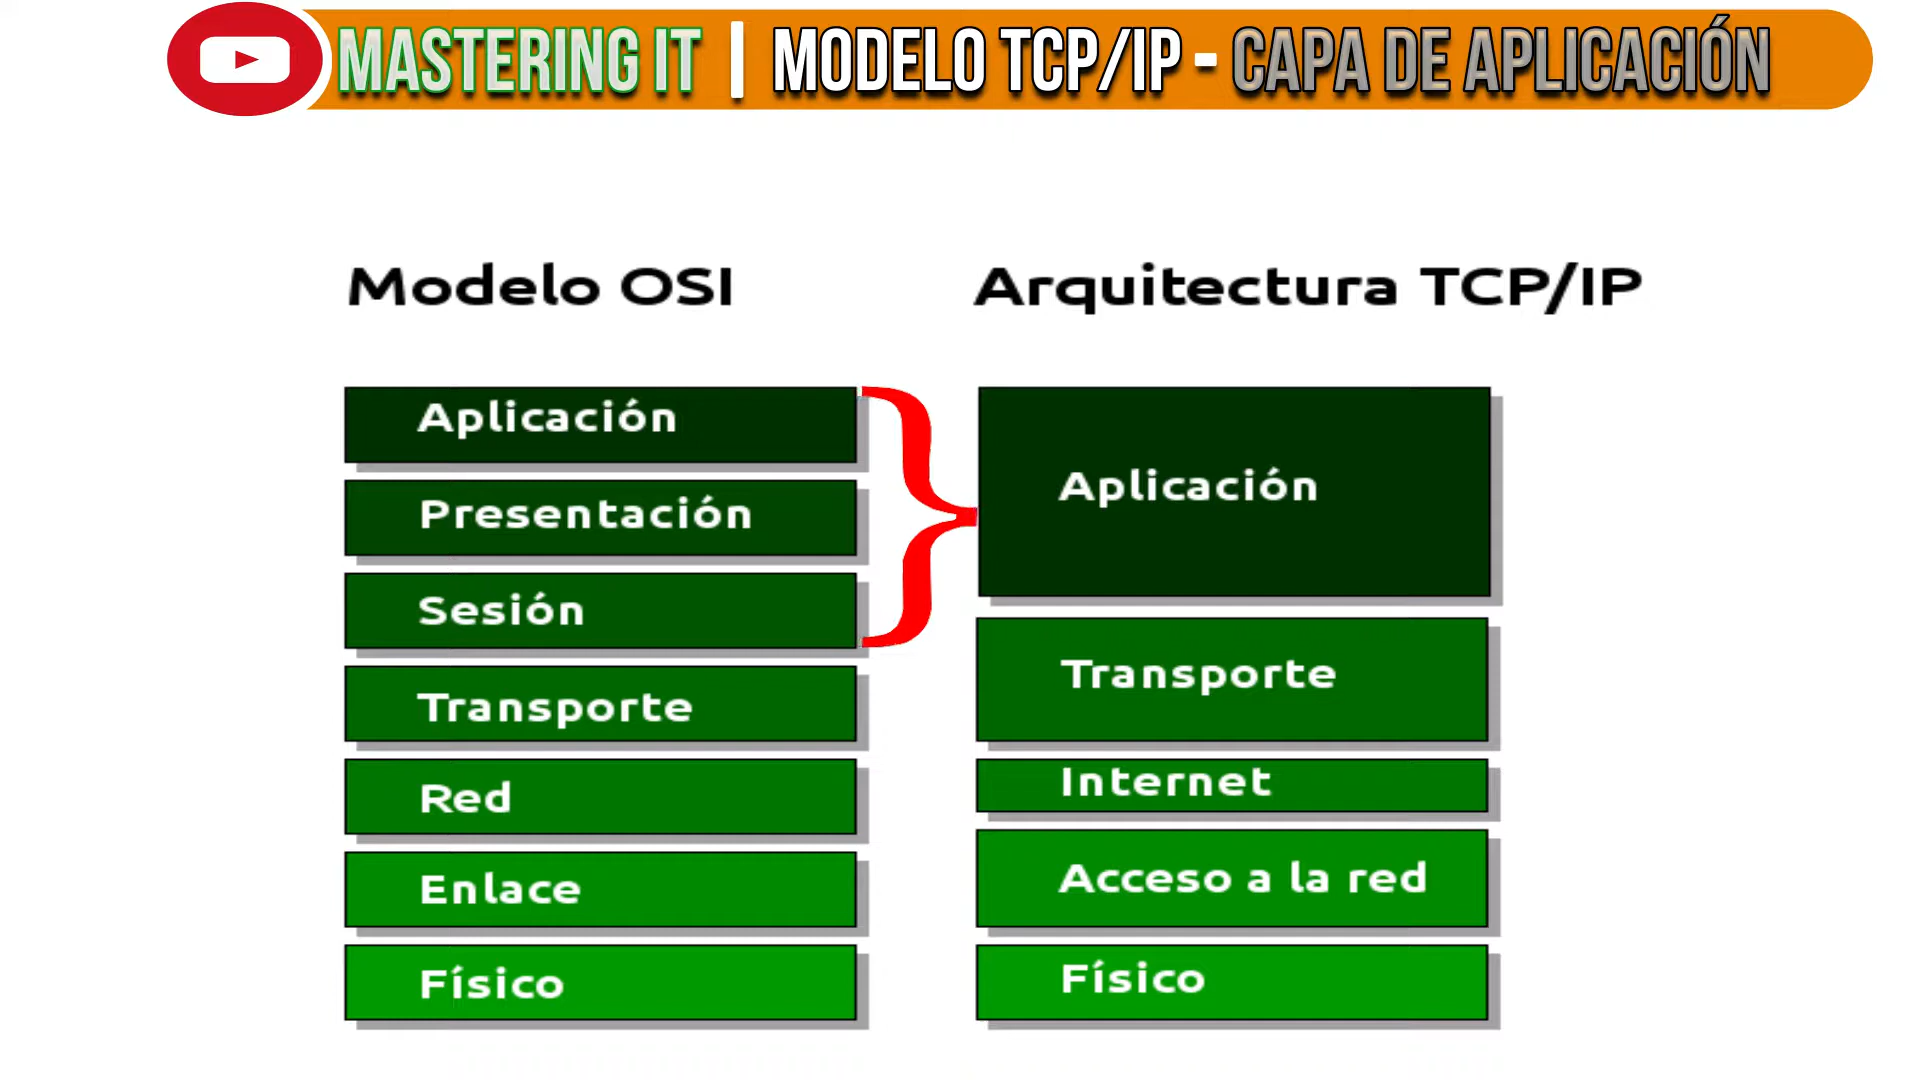 MASTERING IT | MODELO TCP/IP - CAPA DE APLICACIÓN
Modelo OSI
Aplicación
Presentación
Sesión
Transporte
Red
Enlace
Físico
Arquitectura TCP/IP
Aplicación
Transporte
Internet
Acceso a la red
Físico